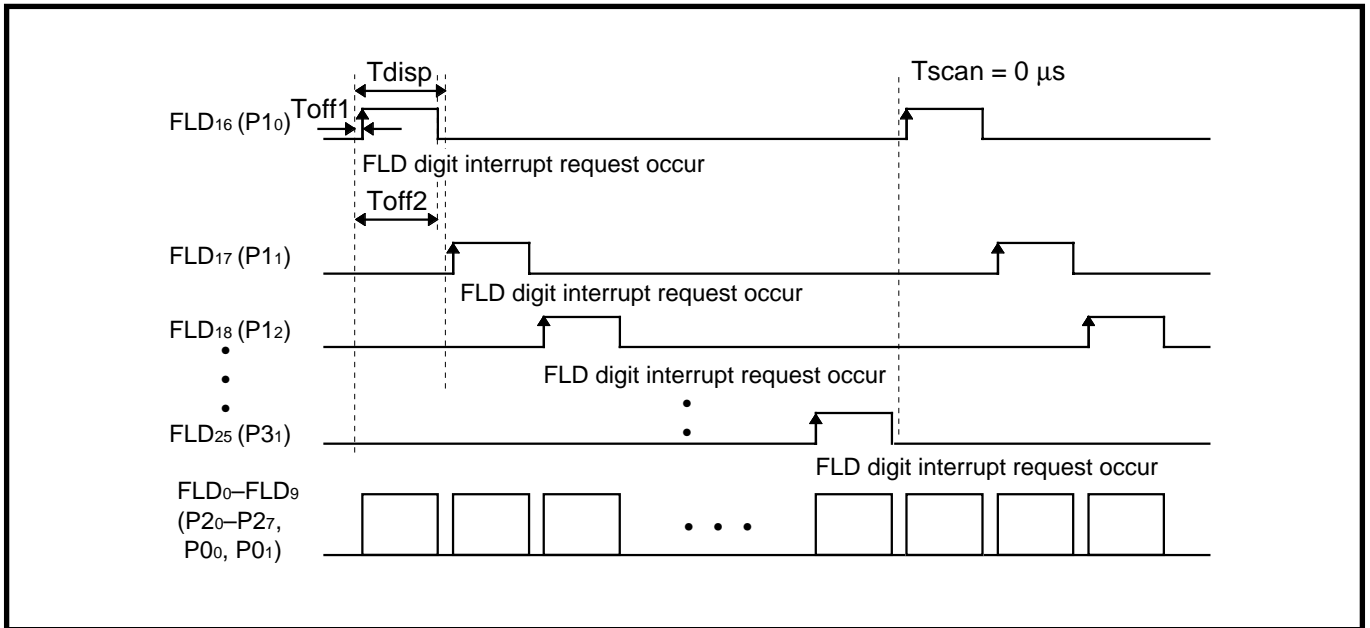 Tdisp
Tscan = 0 μs
Toff1
FLD16 (P10)
FLD digit interrupt request occur
Toff2
FLD17 (P11)
FLD digit interrupt request occur
FLD18 (P12)
FLD digit interrupt request occur
FLD25 (P31)
FLD digit interrupt request occur
FLD0–FLD9
(P20–P27,
P00, P01)